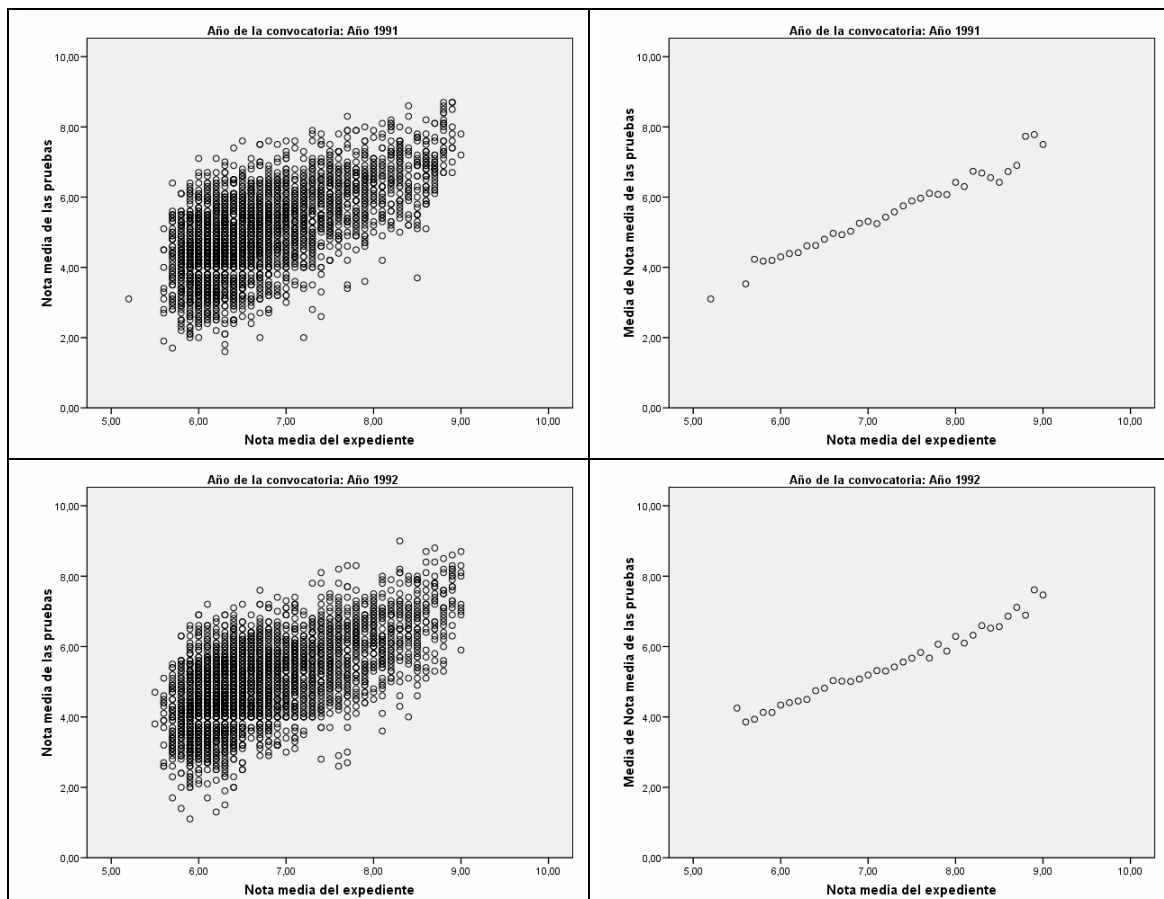 Año de la convocatoria: Año 1991
Nota media de las pruebas
10,00
8,00
6,00
4,00
2,00
0,00
5,00 6,00 7,00 8,00 9,00 10,00
Nota media del expediente
Año de la convocatoria: Año 1991
Media de Nota media de las pruebas
10,00
8,00
6,00
4,00
2,00
0,00
5,00 6,00 7,00 8,00 9,00 10,00
Nota media del expediente
Año de la convocatoria: Año 1992
Nota media de las pruebas
10,00
8,00
6,00
4,00
2,00
0,00
5,00 6,00 7,00 8,00 9,00 10,00
Nota media del expediente
Año de la convocatoria: Año 1992
Media de Nota media de las pruebas
10,00
8,00
6,00
4,00
2,00
0,00
5,00 6,00 7,00 8,00 9,00 10,00
Nota media del expediente